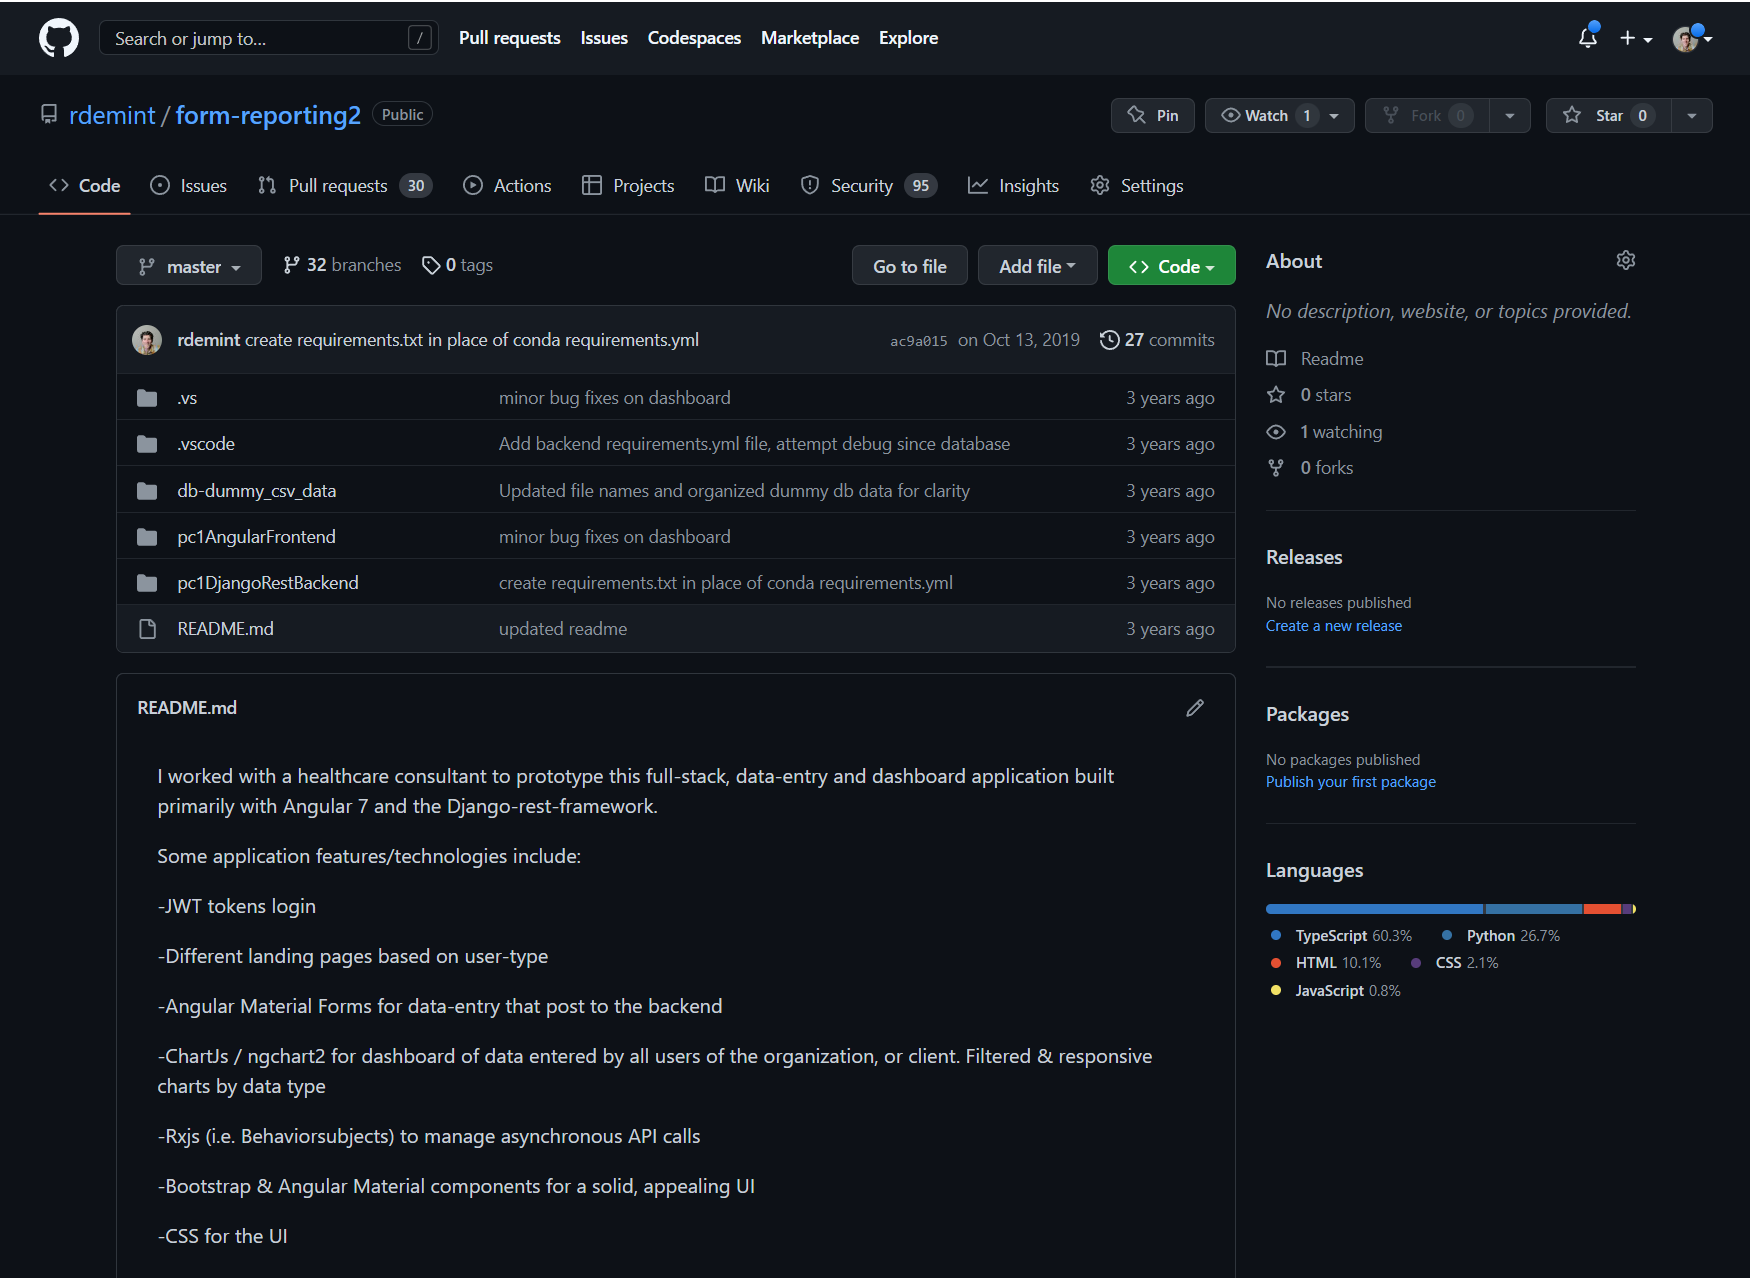 Search or jump to... / Pull requests Issues Codespaces Marketplace Explore
rdemint / form-reporting2 Public Pin Watch 1 Fork 0 Star 0
Code Issues Pull requests 30 Actions Projects Wiki Security 95 Insights Settings
master 32 branches 0 tags Go to file Add file Code
rdemint create requirements.txt in place of conda requirements.yml ac9a015 on Oct 13, 2019 27 commits
.vs minor bug fixes on dashboard 3 years ago
.vscode Add backend requirements.yml file, attempt debug since database 3 years ago
db-dummy_csv_data Updated file names and organized dummy db data for clarity 3 years ago
pc1AngularFrontend minor bug fixes on dashboard 3 years ago
pc1DjangoRestBackend create requirements.txt in place of conda requirements.yml 3 years ago
README.md updated readme 3 years ago
README.md
I worked with a healthcare consultant to prototype this full-stack, data-entry and dashboard application built
primarily with Angular 7 and the Django-rest-framework.
Some application features/technologies include:
-JWT tokens login
-Different landing pages based on user-type
-Angular Material Forms for data-entry that post to the backend
-ChartJs / ngchart2 for dashboard of data entered by all users of the organization, or client. Filtered & responsive
charts by data type
-Rxjs (i.e. Behaviorsubjects) to manage asynchronous API calls
-Bootstrap & Angular Material components for a solid, appealing UI
-CSS for the UI
About
No description, website, or topics provided.
Readme
0 stars
1 watching
0 forks
Releases
No releases published
Create a new release
Packages
No packages published
Publish your first package
Languages
TypeScript 60.3% Python 26.7%
HTML 10.1% CSS 2.1%
JavaScript 0.8%